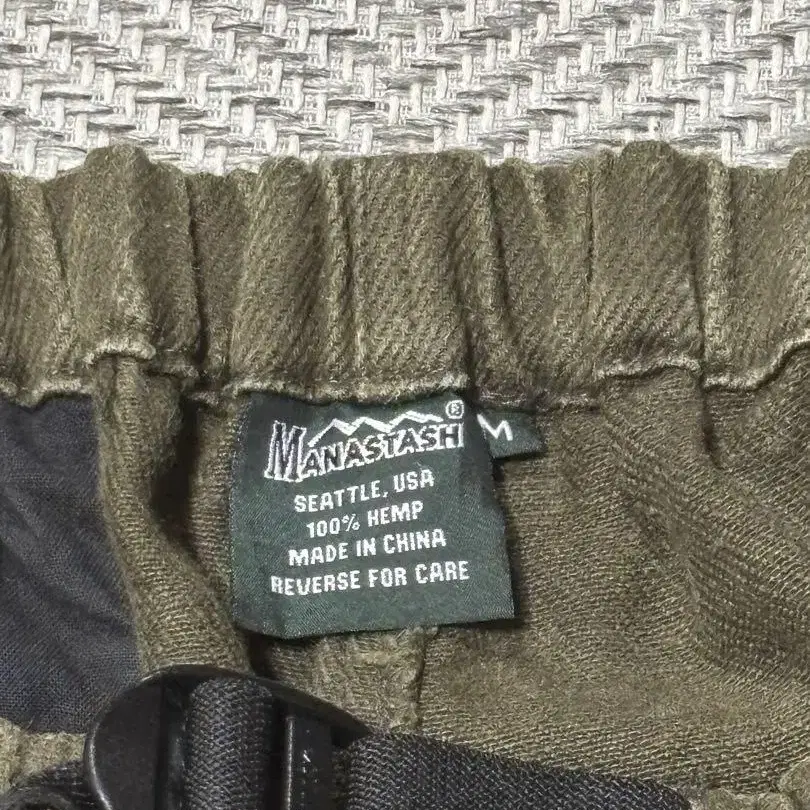 MANASTASH®
M
SEATTLE, USA
100% HEMP
MADE IN CHINA
REVERSE FOR CARE